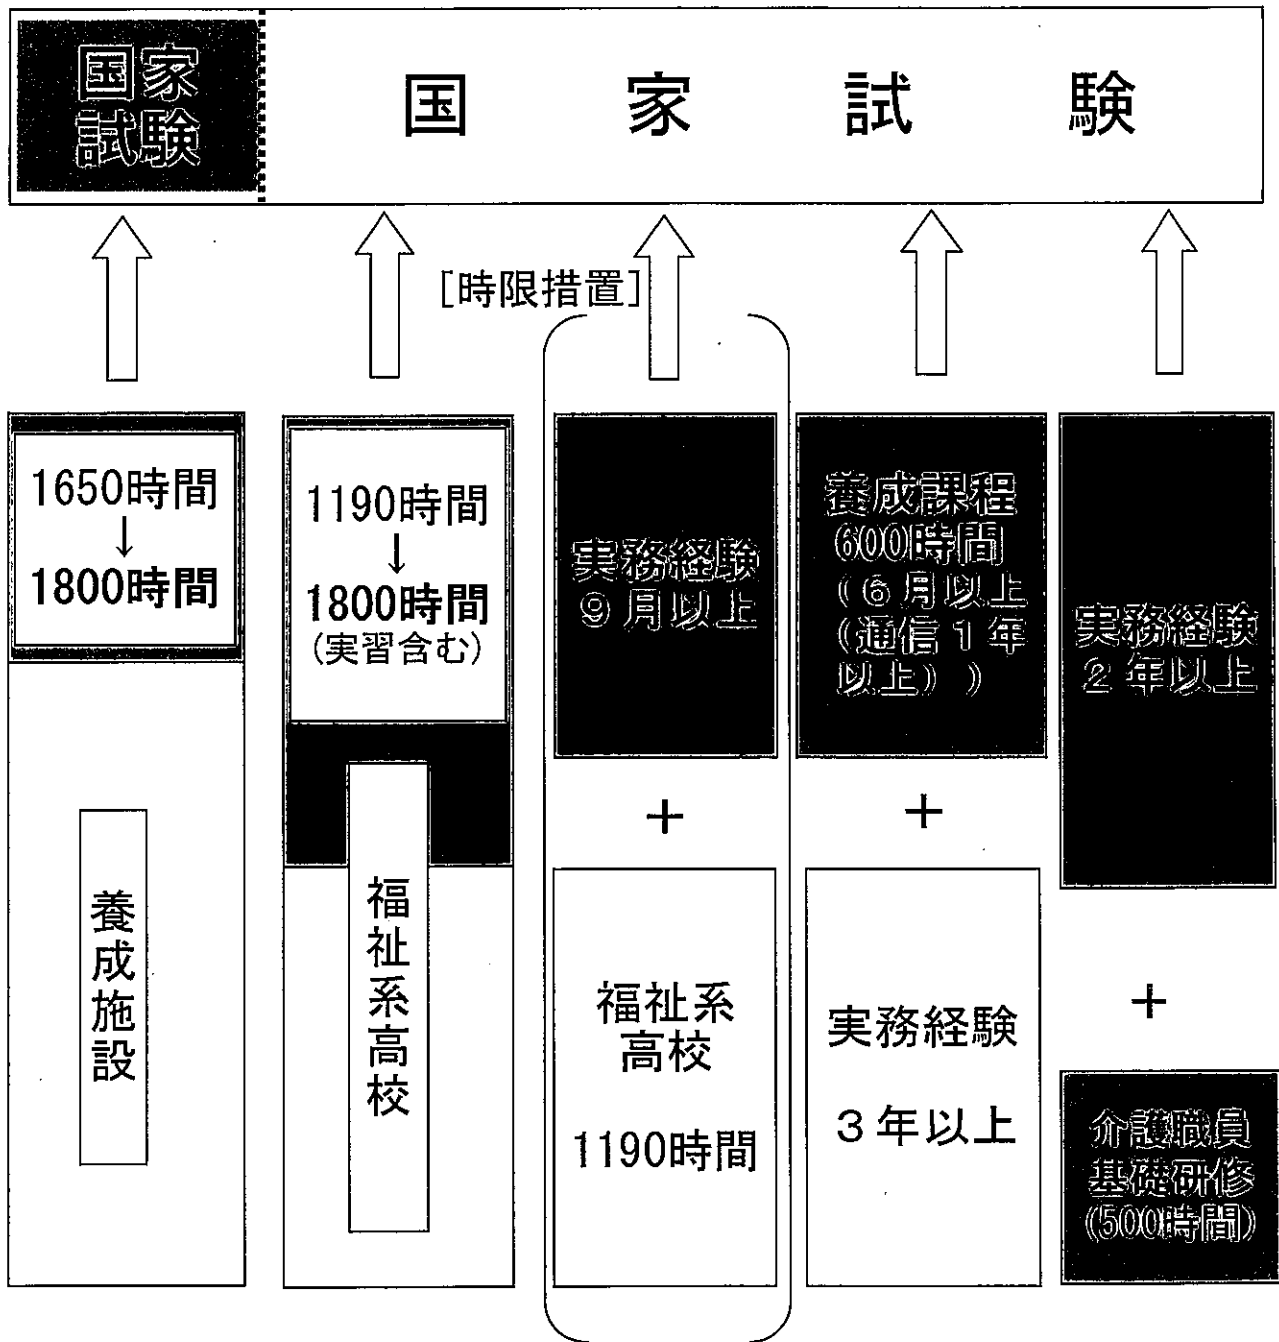 国家
試験
国家試験
[時限措置]
1650時間
↓
1800時間
養成施設
1190時間
↓
1800時間
(実習含む)
福祉系高校
実務経験
９月以上
＋
福祉系
高校
1190時間
養成課程
600時間
（６月以上
（通信１年
以上））
＋
実務経験
３年以上
実務経験
２年以上
＋
介護職員
基礎研修
(500時間)